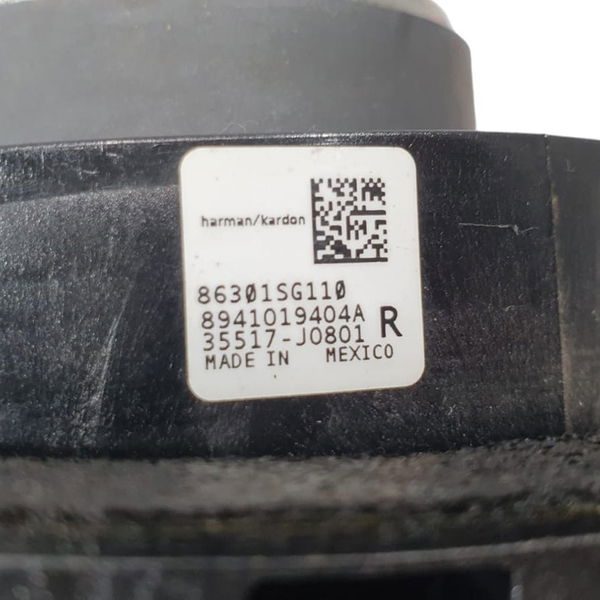 harman/kardon
86301SG110
8941019404A
35517-J0801 R
MADE IN MEXICO